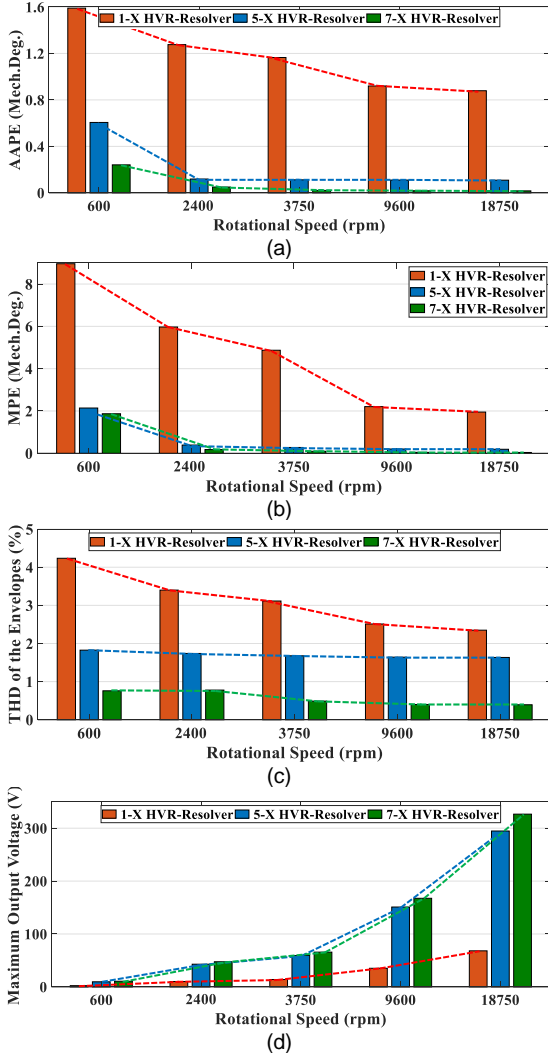 1.6
1-X HVR-Resolver 5-X HVR-Resolver 7-X HVR-Resolver
1.2
0.8
0.4
0
AAPE (Mech.Deg.)
600 2400 3750 9600 18750
Rotational Speed (rpm)
(a)
8
6
4
2
0
MPE (Mech.Deg.)
1-X HVR-Resolver
5-X HVR-Resolver
7-X HVR-Resolver
600 2400 3750 9600 18750
Rotational Speed (rpm)
(b)
5
1-X HVR-Resolver 5-X HVR-Resolver 7-X HVR-Resolver
4
3
2
1
0
THD of the Envelopes (%)
600 2400 3750 9600 18750
Rotational Speed (rpm)
(c)
1-X HVR-Resolver 5-X HVR-Resolver 7-X HVR-Resolver
300
200
100
0
Maximum Output Voltage (V)
600 2400 3750 9600 18750
Rotational Speed (rpm)
(d)